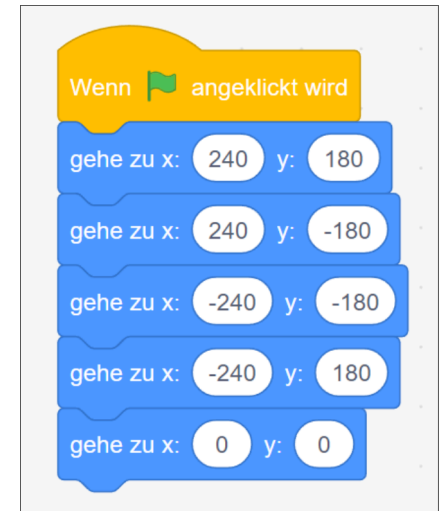 Wenn angeklickt wird
gehe zu x: 240 y: 180
gehe zu x: 240 y: -180
gehe zu x: -240 y: -180
gehe zu x: -240 y: 180
gehe zu x: 0 y: 0